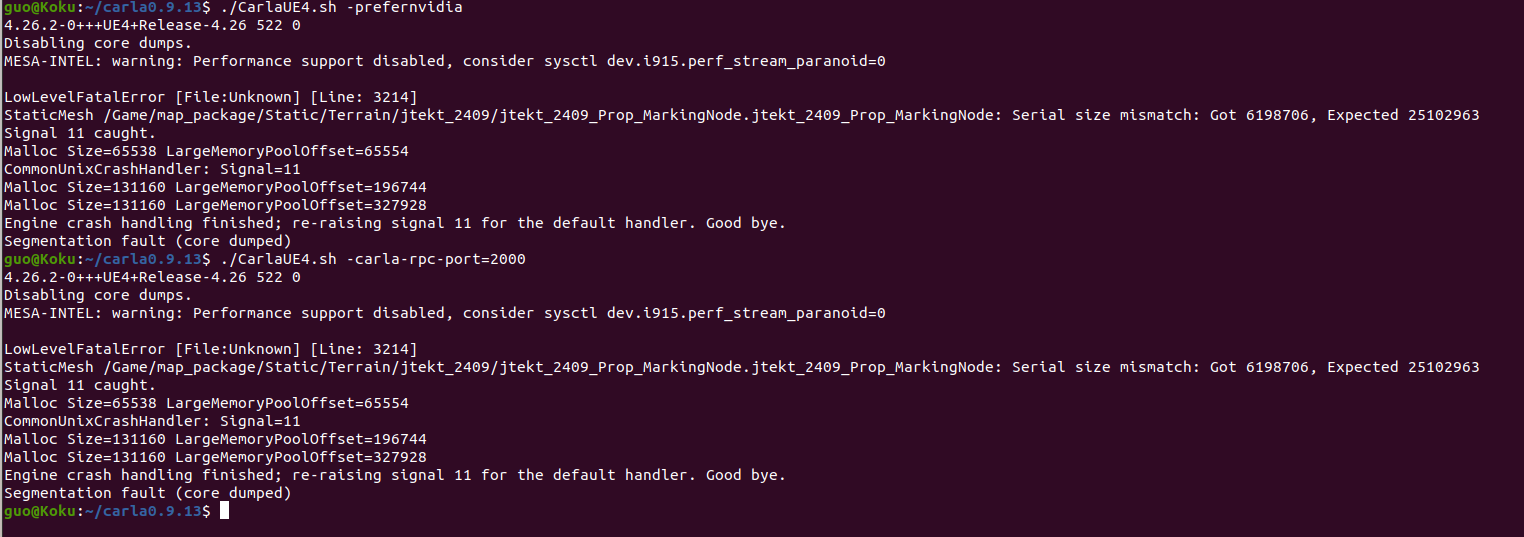 guo@Koku:~/carla0.9.13$ ./CarlaUE4.sh -prefernvidia
4.26.2-0+++UE4+Release-4.26 522 0
Disabling core dumps.
MESA-INTEL: warning: Performance support disabled, consider sysctl dev.i915.perf_stream_paranoid=0
LowLevelFatalError [File:Unknown] [Line: 3214]
StaticMesh /Game/map_package/Static/Terrain/jtekt_2409/jtekt_2409_Prop_MarkingNode.jtekt_2409_Prop_MarkingNode: Serial size mismatch: Got 6198706, Expected 25102963
Signal 11 caught.
Malloc Size=65538 LargeMemoryPoolOffset=65554
CommonUnixCrashHandler: Signal=11
Malloc Size=131160 LargeMemoryPoolOffset=196744
Malloc Size=131160 LargeMemoryPoolOffset=327928
Engine crash handling finished; re-raising signal 11 for the default handler. Good bye.
Segmentation fault (core dumped)
guo@Koku:~/carla0.9.13$ ./CarlaUE4.sh -carla-rpc-port=2000
4.26.2-0+++UE4+Release-4.26 522 0
Disabling core dumps.
MESA-INTEL: warning: Performance support disabled, consider sysctl dev.i915.perf_stream_paranoid=0
LowLevelFatalError [File:Unknown] [Line: 3214]
StaticMesh /Game/map_package/Static/Terrain/jtekt_2409/jtekt_2409_Prop_MarkingNode.jtekt_2409_Prop_MarkingNode: Serial size mismatch: Got 6198706, Expected 25102963
Signal 11 caught.
Malloc Size=65538 LargeMemoryPoolOffset=65554
CommonUnixCrashHandler: Signal=11
Malloc Size=131160 LargeMemoryPoolOffset=196744
Malloc Size=131160 LargeMemoryPoolOffset=327928
Engine crash handling finished; re-raising signal 11 for the default handler. Good bye.
Segmentation fault (core dumped)
guo@Koku:~/carla0.9.13$